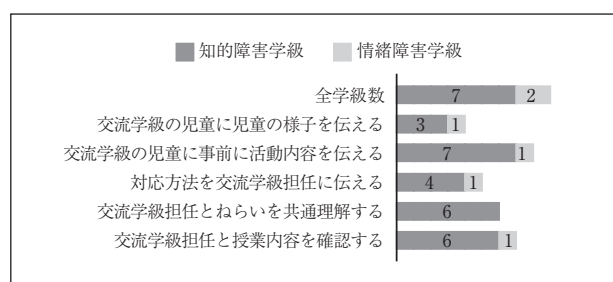 知的障害学級 情緒障害学級
全学級数 7 2
交流学級の児童に児童の様子を伝える 3 1
交流学級の児童に事前に活動内容を伝える 7 1
対応方法を交流学級担任に伝える 4 1
交流学級担任とねらいを共通理解する 6
交流学級担任と授業内容を確認する 6 1